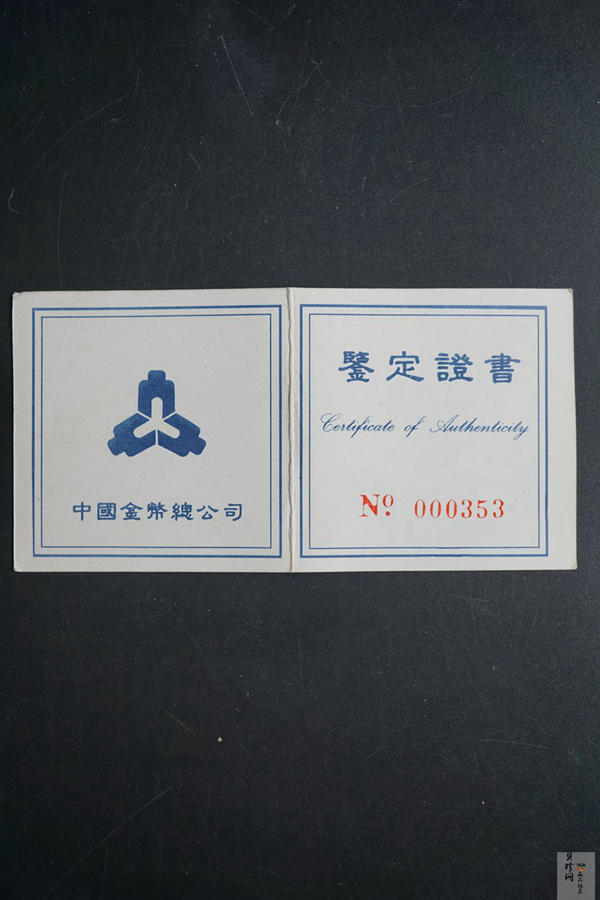 中國金幣總公司
鑒定證書
Certificate of Authenticity
Nº 000353